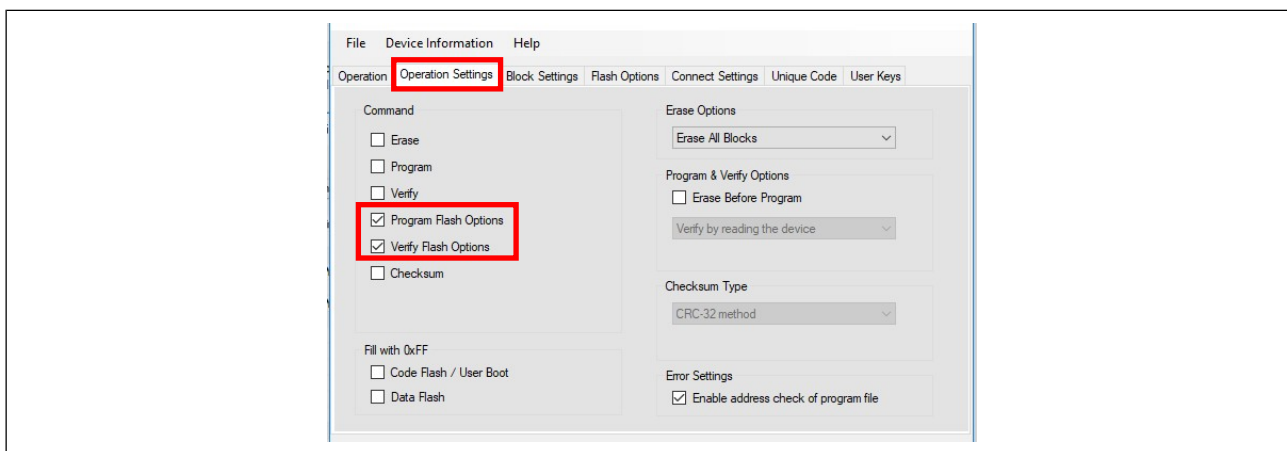 File Device Information Help
Operation Operation Settings Block Settings Flash Options Connect Settings Unique Code User Keys
Command
Erase
Program
Verify
Program Flash Options
Verify Flash Options
Checksum
Fill with 0xFF
Code Flash / User Boot
Data Flash
Erase Options
Erase All Blocks
Program & Verify Options
Erase Before Program
Verify by reading the device
Checksum Type
CRC-32 method
Error Settings
Enable address check of program file